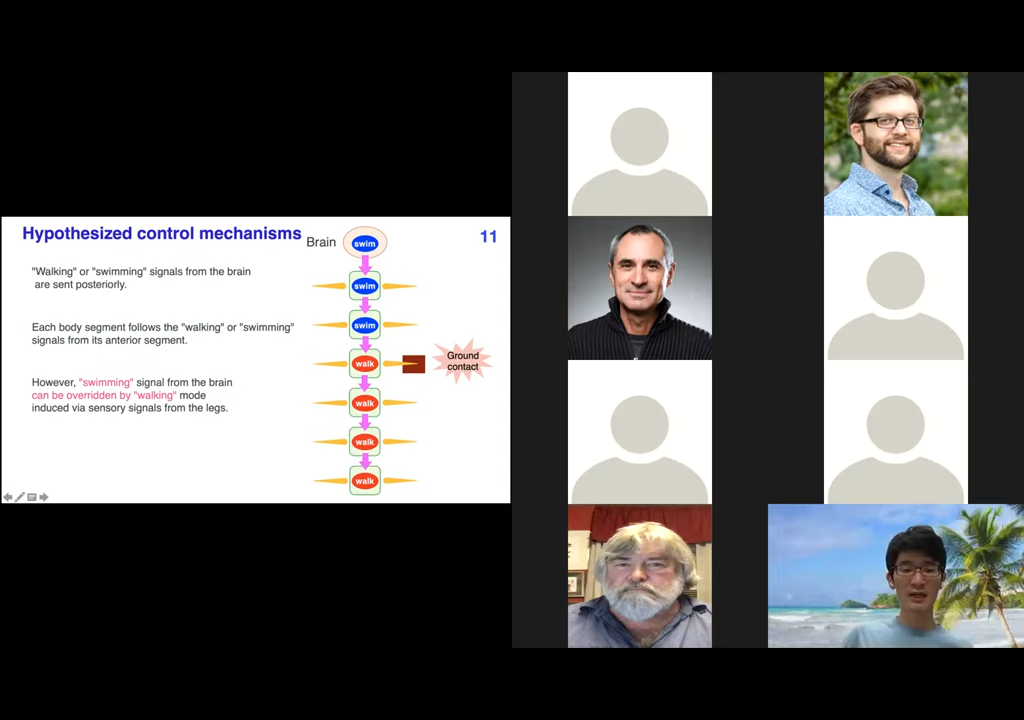 Hypothesized control mechanisms
Brain
swim
11
"Walking" or "swimming" signals from the brain
are sent posteriorly.
swim
Each body segment follows the "walking" or "swimming"
signals from its anterior segment.
swim
walk
Ground
contact
However, "swimming" signal from the brain
can be overridden by "walking" mode
induced via sensory signals from the legs.
walk
walk
walk